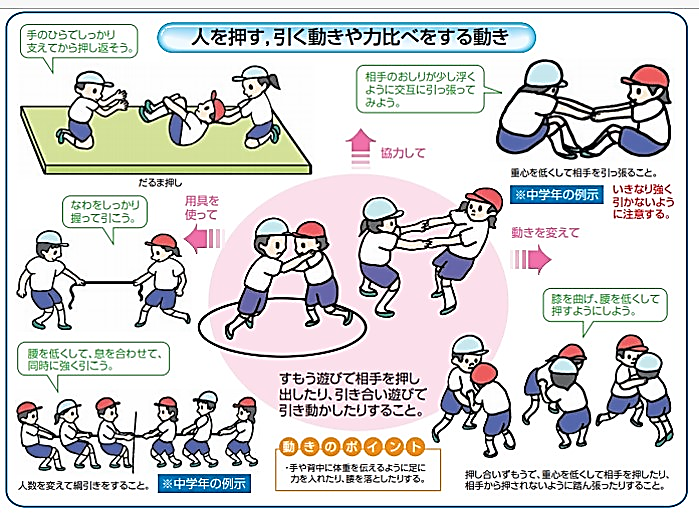 人を押す，引く動きや力比べをする動き
手のひらでしっかり
支えてから押し返そう。
だるま押し
相手のおしりが少し浮く
ように交互に引っ張って
みよう。
重心を低くして相手を引っ張ること。
※中学年の例示
いきなり強く
引かないよう
に注意する。
協力して
なわをしっかり
握って引こう。
用具を
使って
動きを変えて
すもう遊びで相手を押し
出したり，引き合い遊びで
引き動かしたりすること。
膝を曲げ，腰を低くして
押すようにしよう。
腰を低くして，息を合わせて，
同時に強く引こう。
人数を変えて綱引きをすること。
※中学年の例示
動きのポイント
・手や背中に体重を伝えるように足に
力を入れたり，腰を落としたりする。
押し合いずもうで，重心を低くして相手を押したり，
相手から押されないように踏ん張ったりすること。